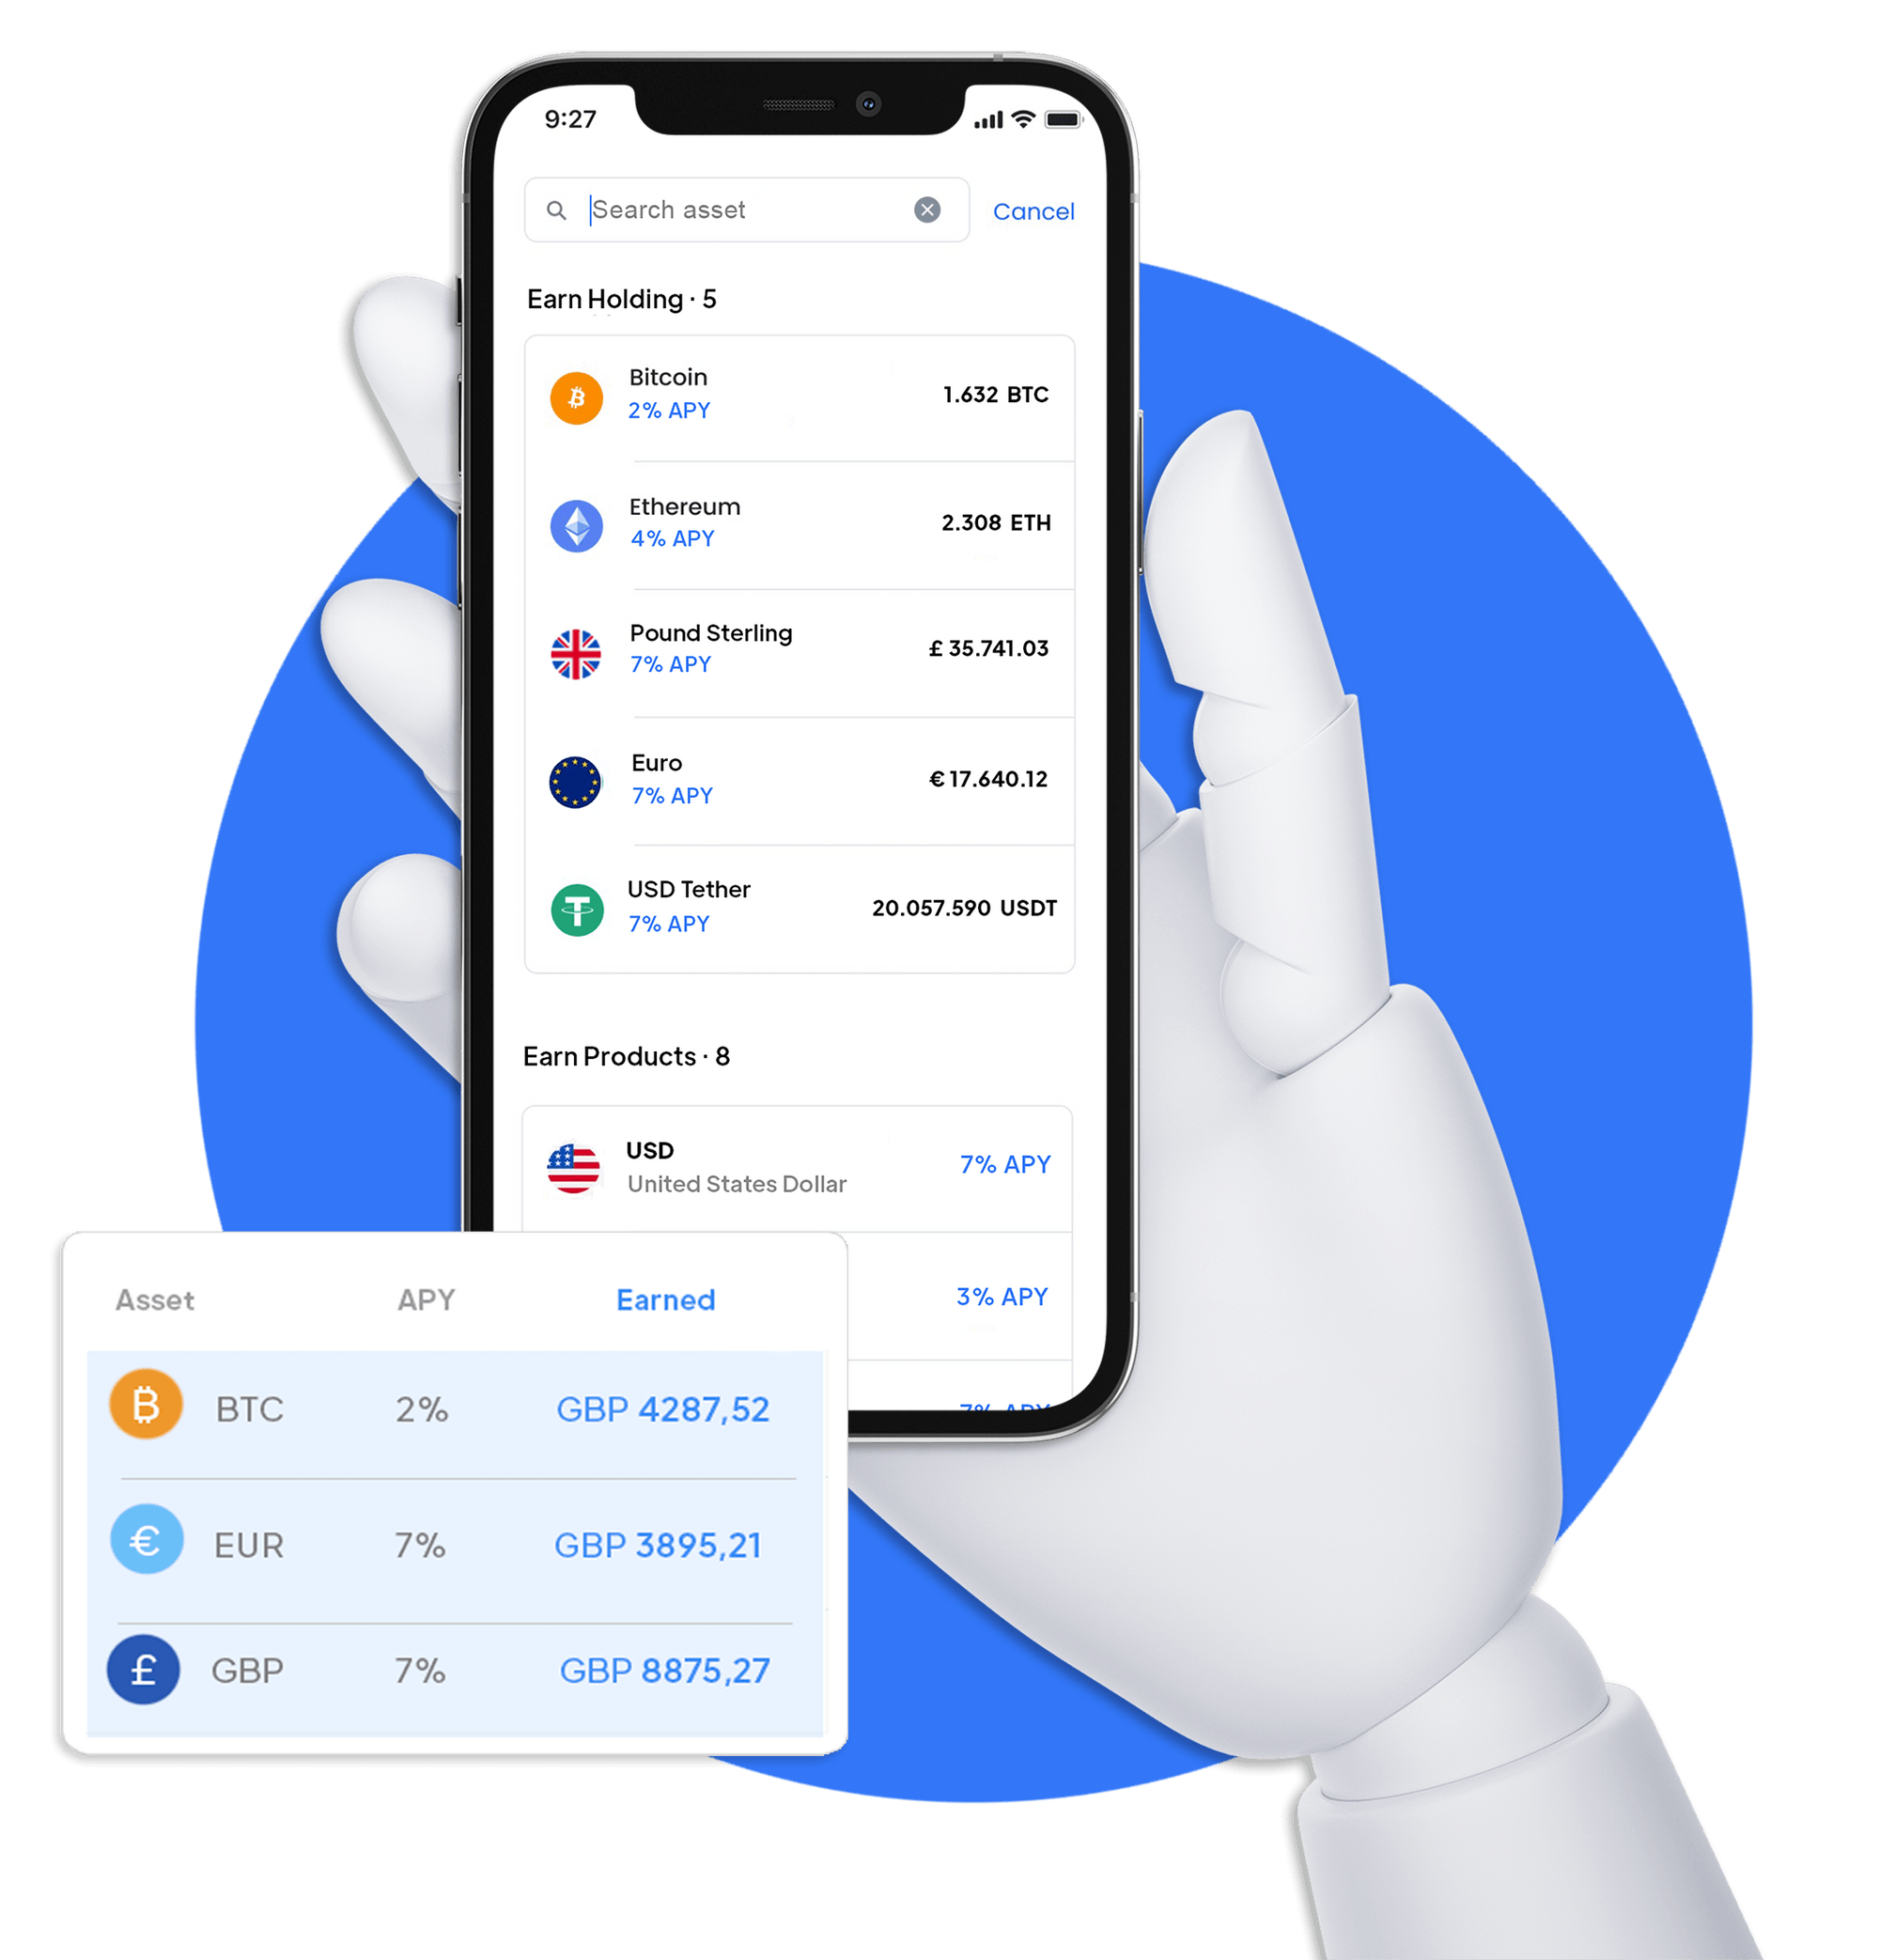 9:27
Search asset
Cancel
Earn Holding · 5
Bitcoin
2% APY
1.632 BTC
Ethereum
4% APY
2.308 ETH
Pound Sterling
7% APY
£ 35.741.03
Euro
7% APY
€ 17.640.12
USD Tether
7% APY
20.057.590 USDT
Earn Products · 8
USD
United States Dollar
7% APY
3% APY
7% APY
Asset APY Earned
BTC 2% GBP 4287,52
EUR 7% GBP 3895,21
GBP 7% GBP 8875,27